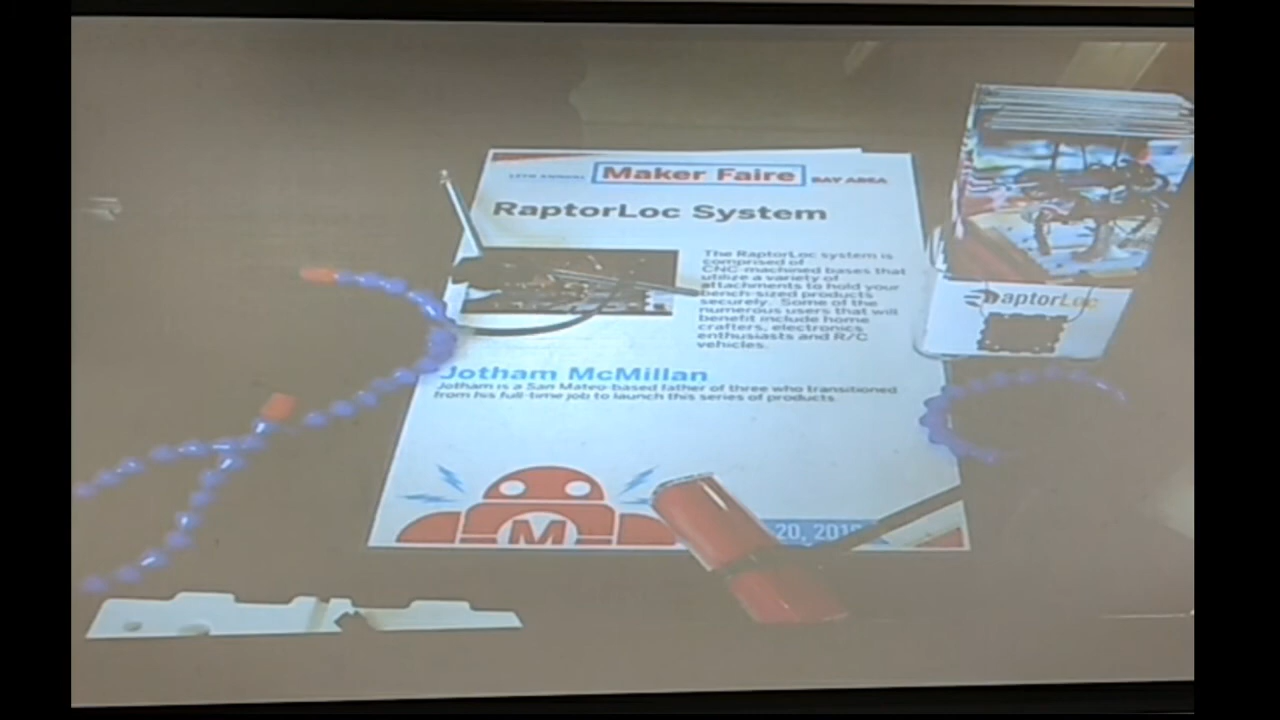 13TH ANNUAL Maker Faire BAY AREA
RaptorLoc System
The RaptorLoc system is
comprised of
CNC-machined bases that
utilize a variety of
attachments to hold your
bench-sized products
securely. Some of the
numerous users that will
benefit include home
crafters, electronics
enthusiasts and R/C
vehicles.
Jotham McMillan
Jotham is a San Mateo-based father of three who transitioned
from his full-time job to launch this series of products.
M
20, 2018
RaptorLoc